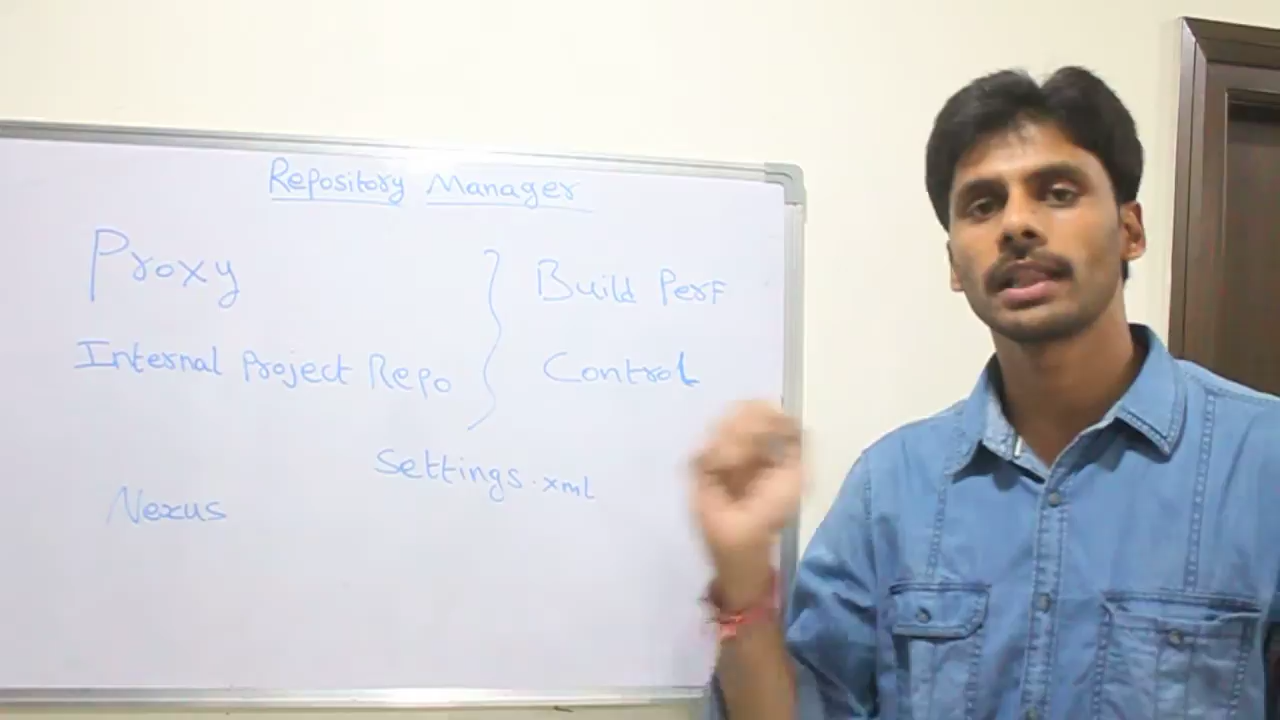 Repository Manager
Proxy
Build Perf
Internal Project Repo
Control
Settings.xml
Nexus